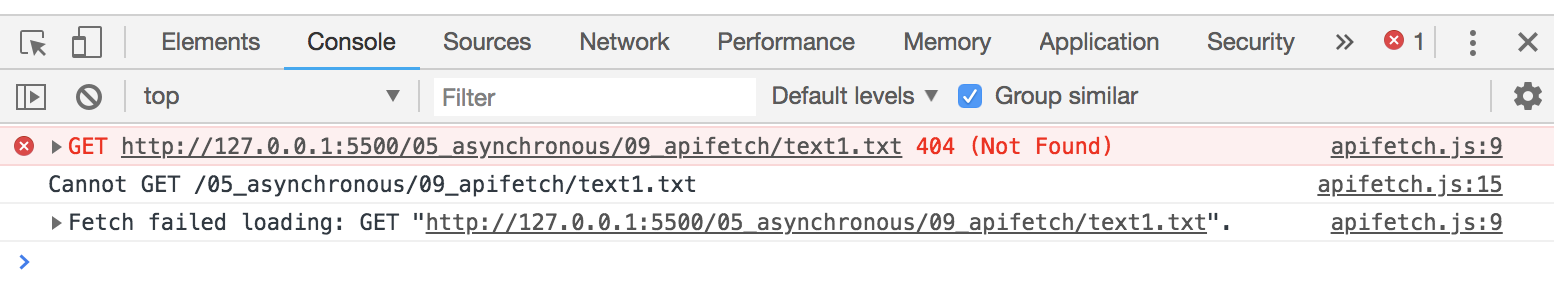 Elements Console Sources Network Performance Memory Application Security » 1
top Filter Default levels Group similar
GET http://127.0.0.1:5500/05_asynchronous/09_apifetch/text1.txt 404 (Not Found) apifetch.js:9
Cannot GET /05_asynchronous/09_apifetch/text1.txt apifetch.js:15
Fetch failed loading: GET "http://127.0.0.1:5500/05_asynchronous/09_apifetch/text1.txt". apifetch.js:9